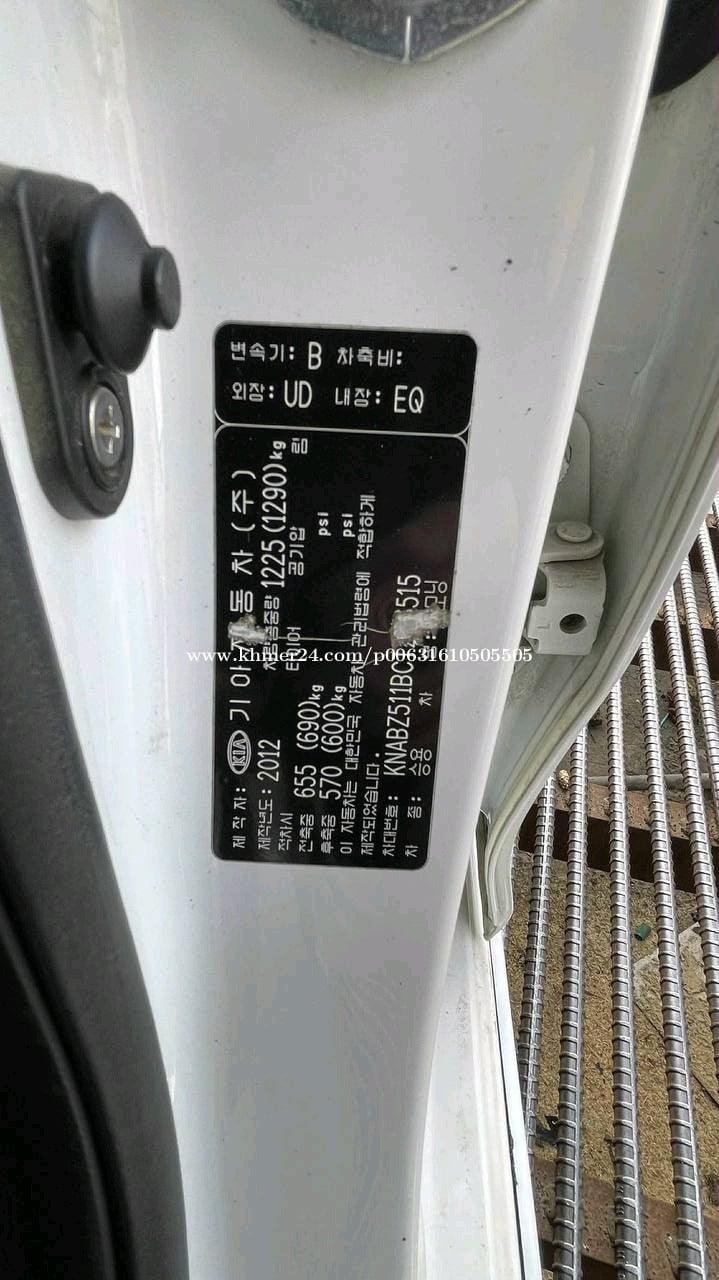 변속기: B 차축비:
외장: UD 내장: EQ
제작자: KIA 기아자동차(주)
제작년도: 2012 차량총중량 1225(1290)kg
적차시 타이어 공기압 림
전축중 655 (690)kg psi
후축중 570 (600)kg psi
이 자동차는 대한민국 자동차 관리법령에 적합하게
제작되었습니다.
차대번호: KNABZ511BC 515
차 종: 승용 차 명: 모닝
www.khmer24.com/p00631610505505
L